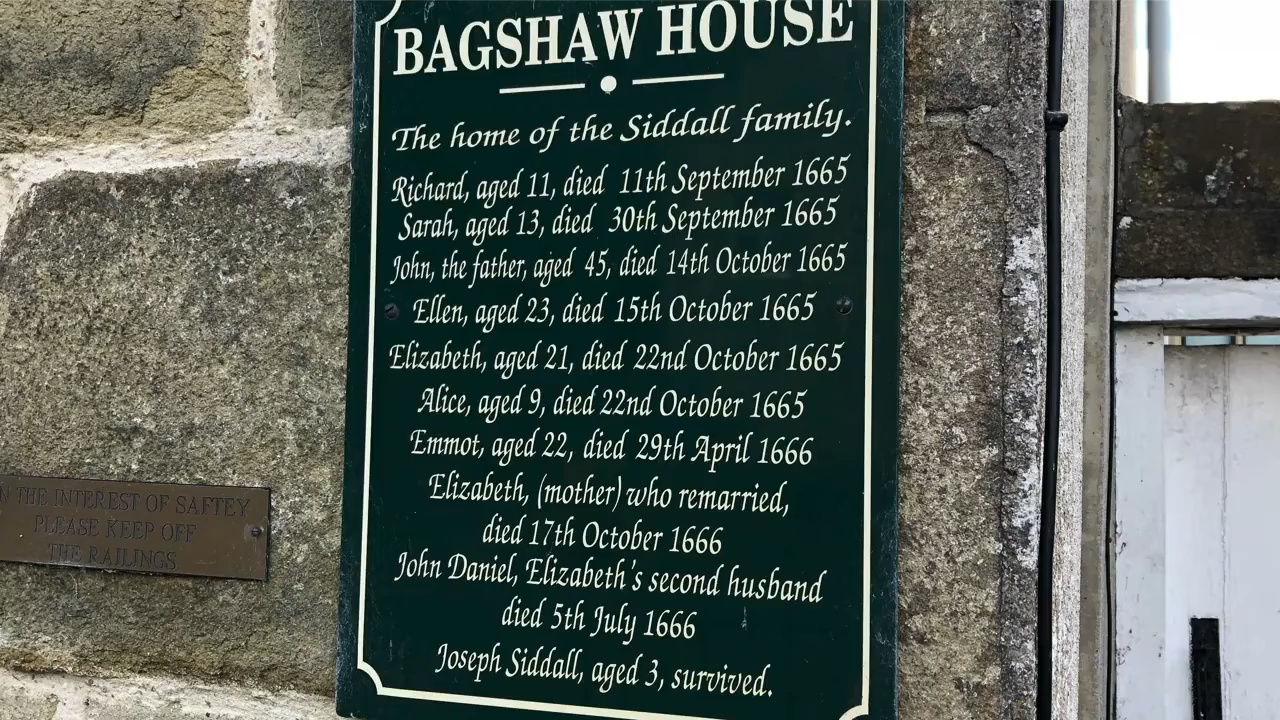 BAGSHAW HOUSE
The home of the Siddall family.
Richard, aged 11, died 11th September 1665
Sarah, aged 13, died 30th September 1665
John, the father, aged 45, died 14th October 1665
Ellen, aged 23, died 15th October 1665
Elizabeth, aged 21, died 22nd October 1665
Alice, aged 9, died 22nd October 1665
Emmot, aged 22, died 29th April 1666
Elizabeth, (mother) who remarried,
died 17th October 1666
John Daniel, Elizabeth's second husband
died 5th July 1666
Joseph Siddall, aged 3, survived.
N THE INTEREST OF SAFTEY
PLEASE KEEP OFF
THE RAILINGS